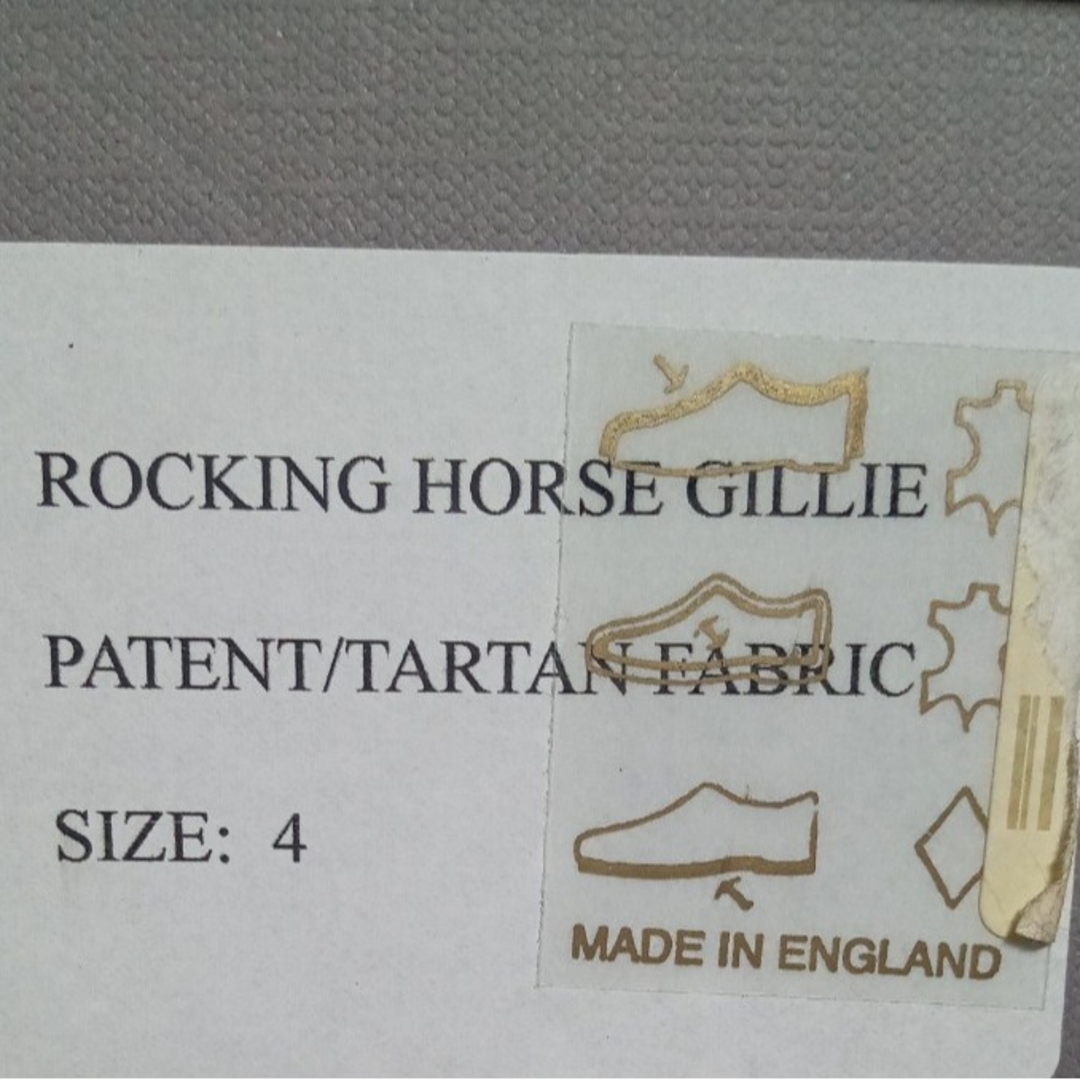 ROCKING HORSE GILLIE
PATENT/TARTAN FABRIC
SIZE: 4
MADE IN ENGLAND